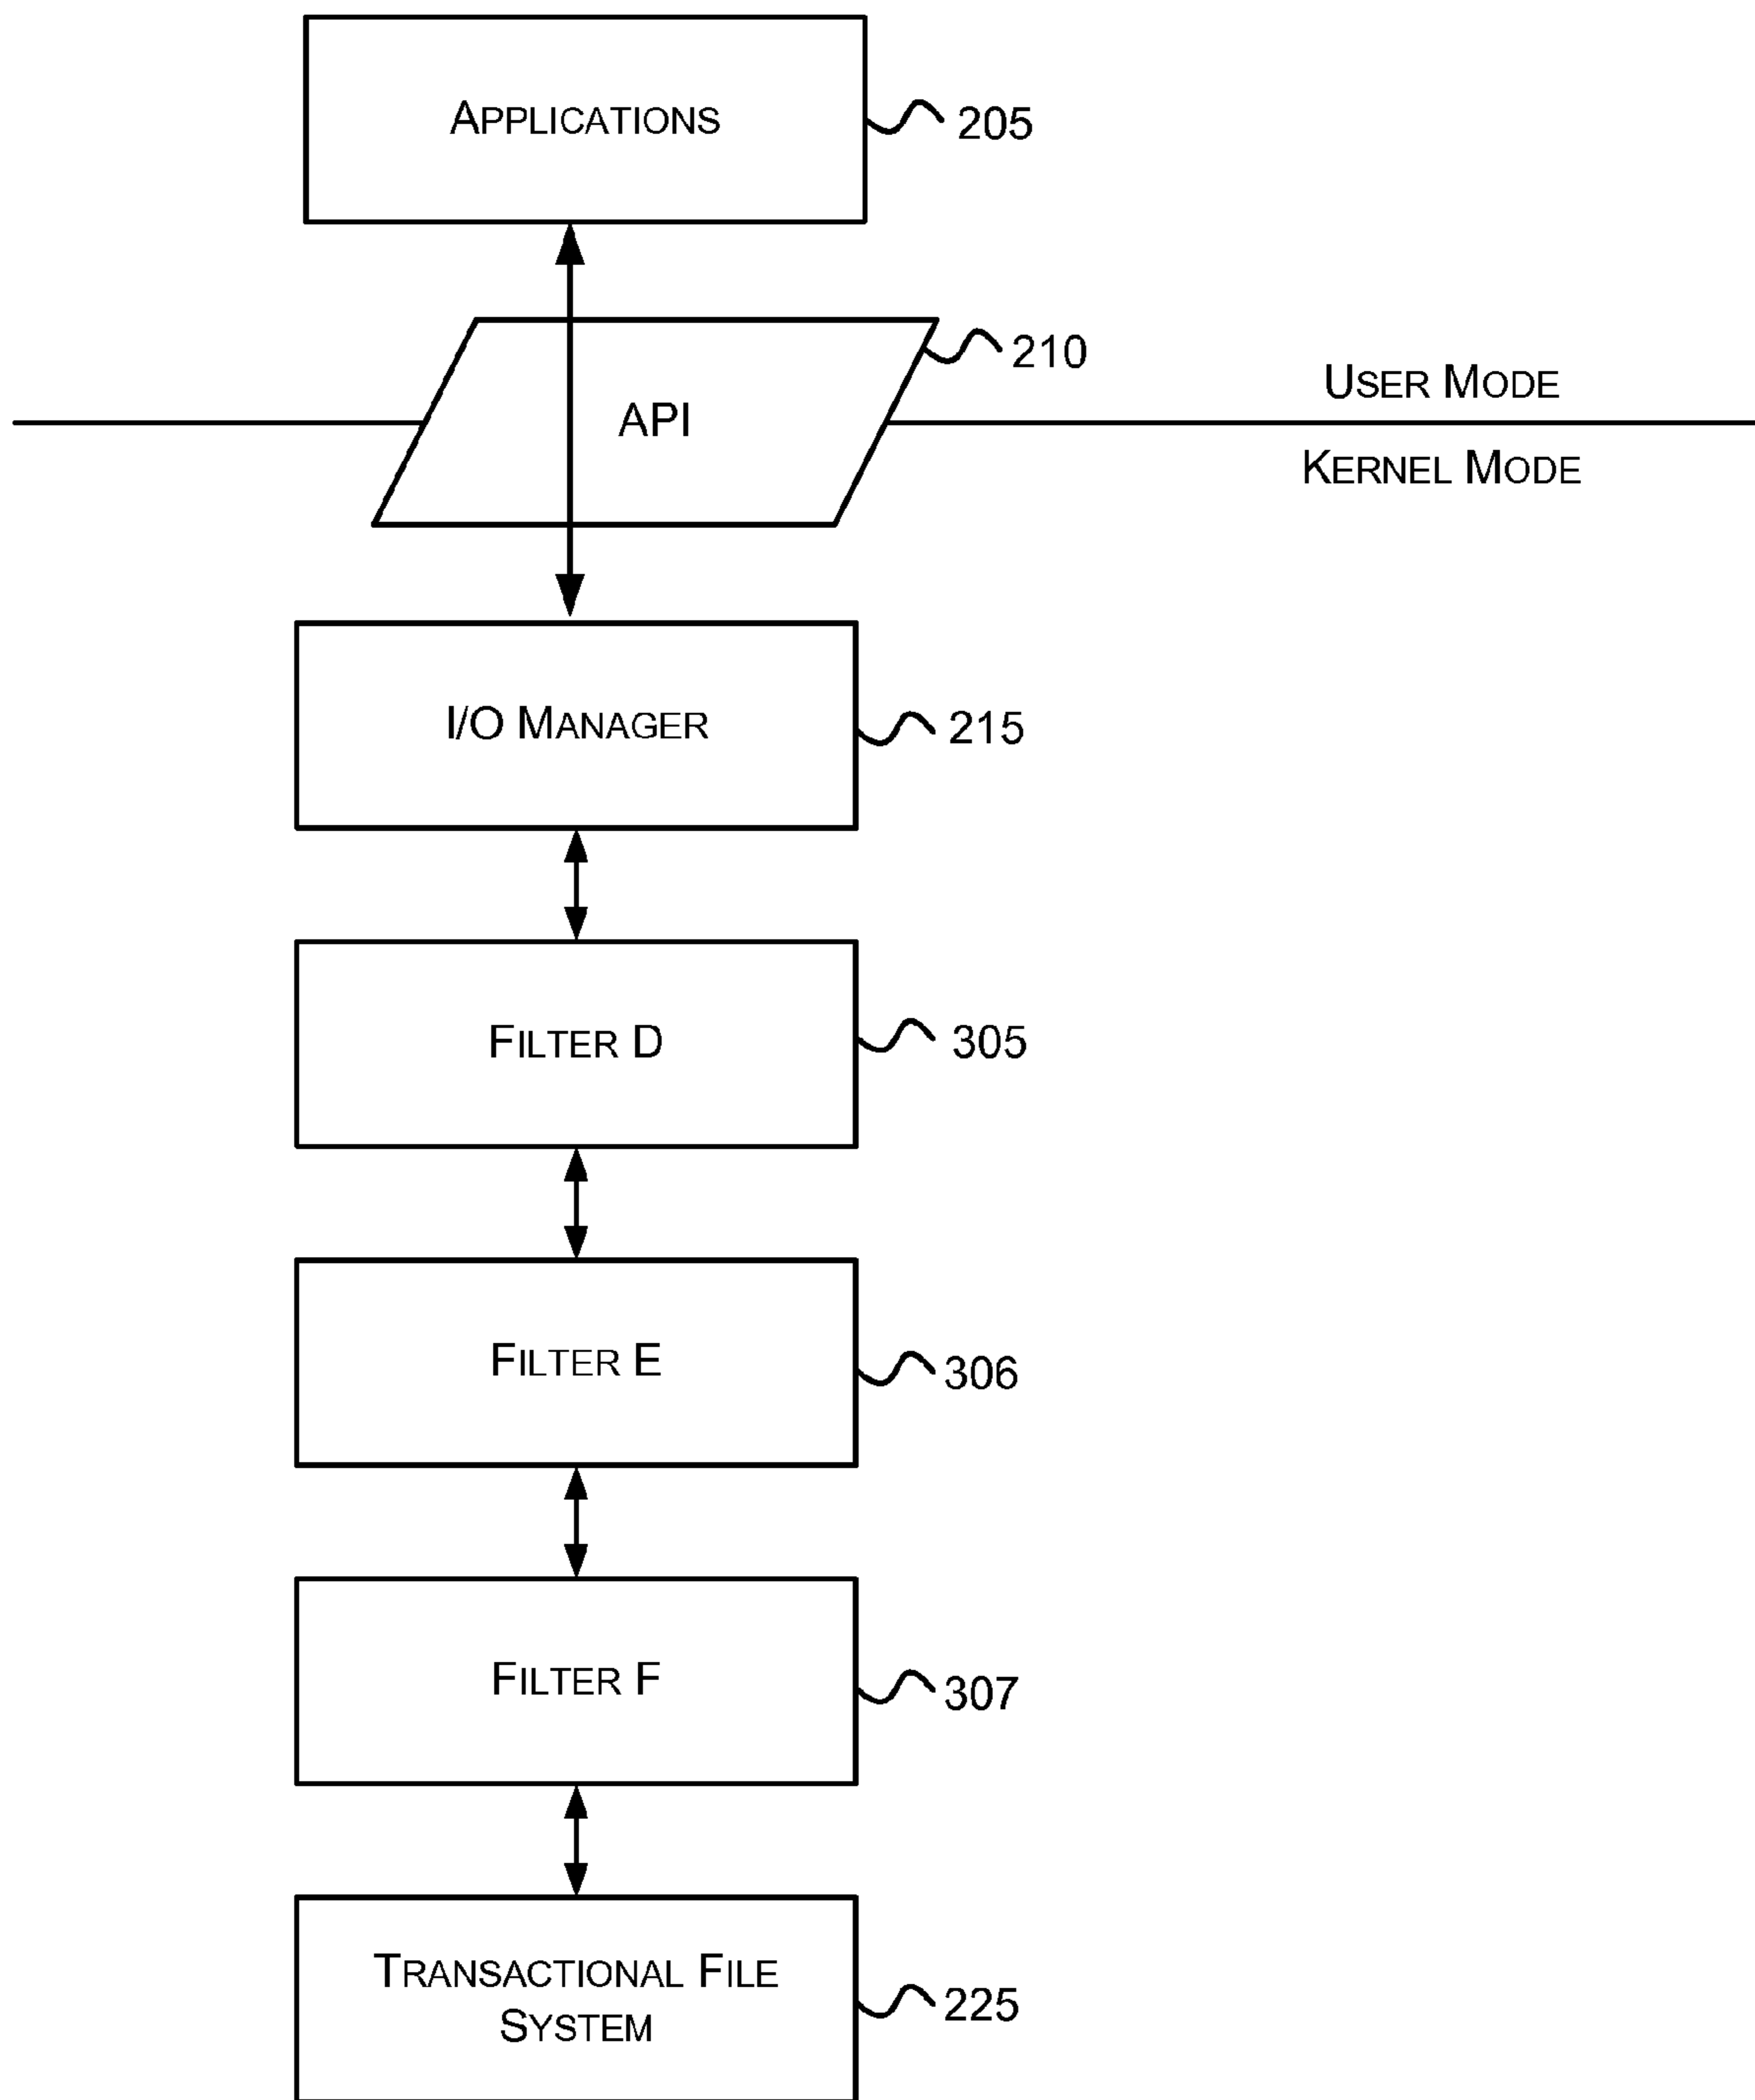 APPLICATIONS
205
210
API
USER MODE
KERNEL MODE
I/O MANAGER
215
FILTER D
305
FILTER E
306
FILTER F
307
TRANSACTIONAL FILE
SYSTEM
225